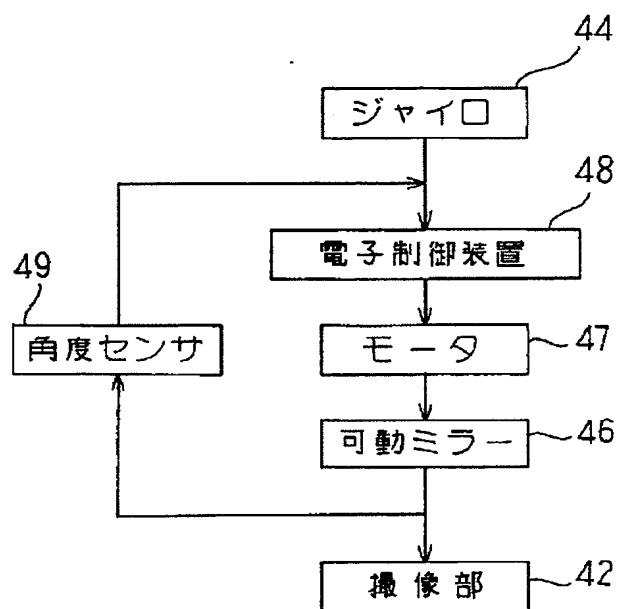 44
ジャイロ
48
電子制御装置
49
角度センサ
モータ
47
可動ミラー
46
撮像部
42